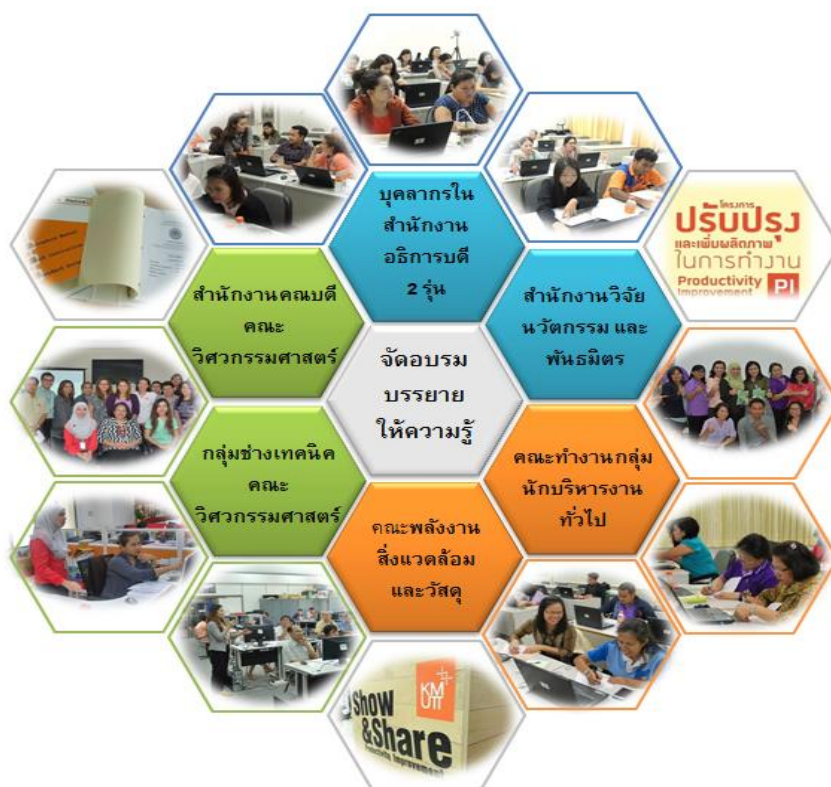 บุคลากรใน
สำนักงาน
อธิการบดี
2 รุ่น
โครงการ
ปรับปรุง
และเพิ่มผลิตภาพ
ในการทำงาน
Productivity
Improvement PI
สำนักงานคณบดี
คณะ
วิศวกรรมศาสตร์
สำนักงานวิจัย
นวัตกรรม และ
พันธมิตร
จัดอบรม
บรรยาย
ให้ความรู้
กลุ่มช่างเทคนิค
คณะ
วิศวกรรมศาสตร์
คณะทำงานกลุ่ม
นักบริหารงาน
ทั่วไป
คณะพลังงาน
สิ่งแวดล้อม
และวัสดุ
KM
UTT
Show
&Share
Productivity Improvement